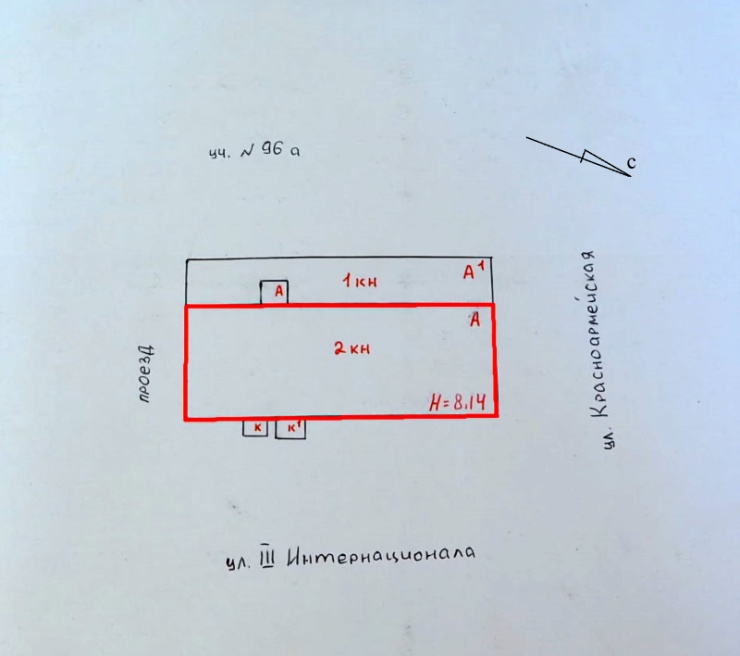 уч. № 96 а
с
1 кн
А¹
А
А
2 кн
Н=8.14
к
к¹
проезд
ул. Красноармейская
ул. III Интернационала